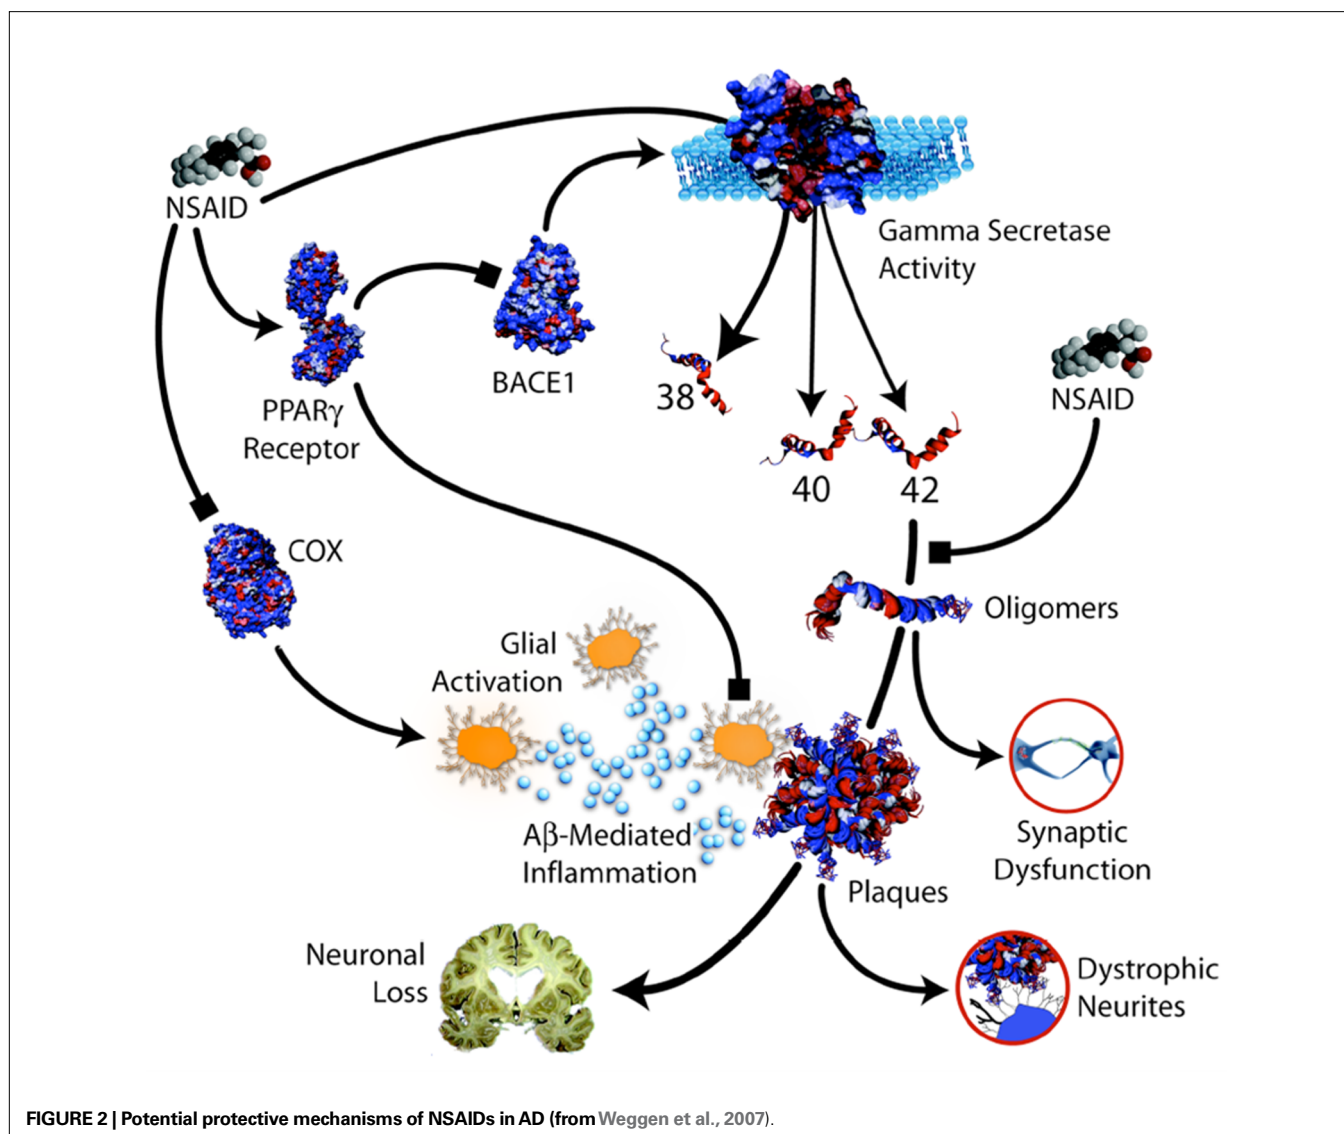 NSAID
Gamma Secretase
Activity
PPARγ
Receptor
BACE1
38
40
42
NSAID
COX
Oligomers
Glial
Activation
Aβ-Mediated
Inflammation
Plaques
Synaptic
Dysfunction
Neuronal
Loss
Dystrophic
Neurites
FIGURE 2 | Potential protective mechanisms of NSAIDs in AD (from Weggen et al., 2007).